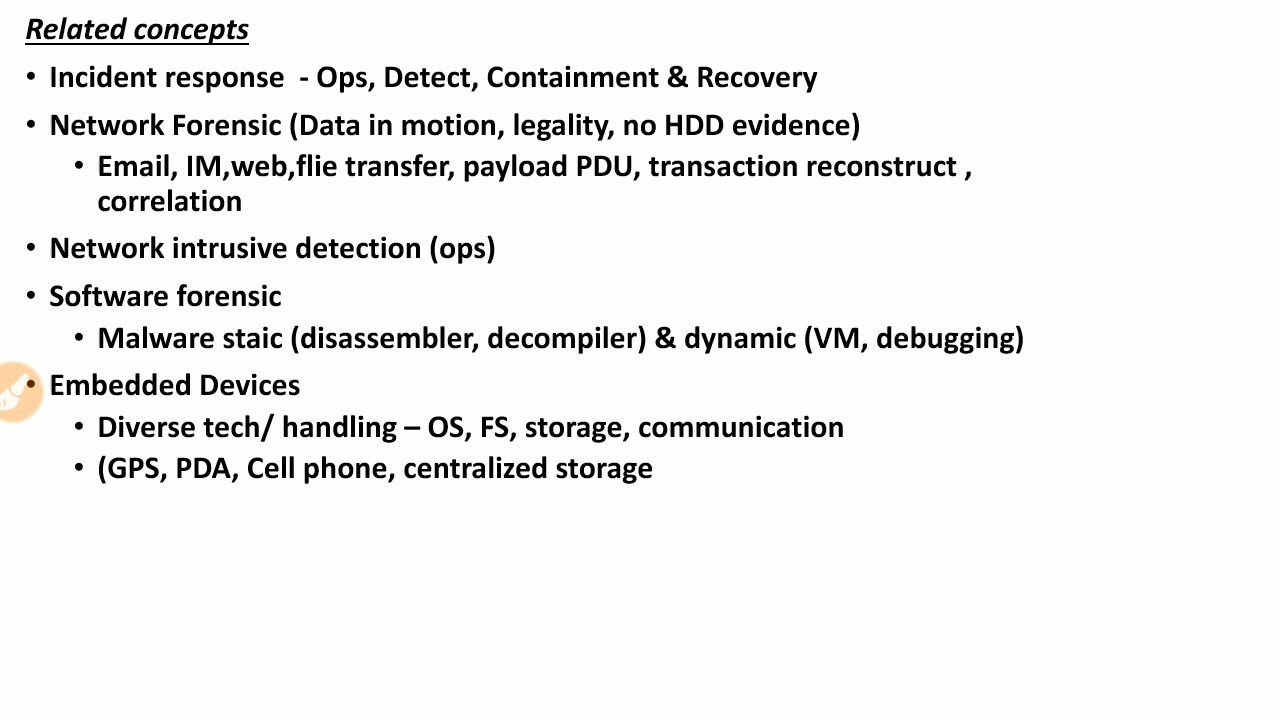 Related concepts
• Incident response  - Ops, Detect, Containment & Recovery
• Network Forensic (Data in motion, legality, no HDD evidence)
• Email, IM,web,flie transfer, payload PDU, transaction reconstruct ,
correlation
• Network intrusive detection (ops)
• Software forensic
• Malware staic (disassembler, decompiler) & dynamic (VM, debugging)
• Embedded Devices
• Diverse tech/ handling – OS, FS, storage, communication
• (GPS, PDA, Cell phone, centralized storage